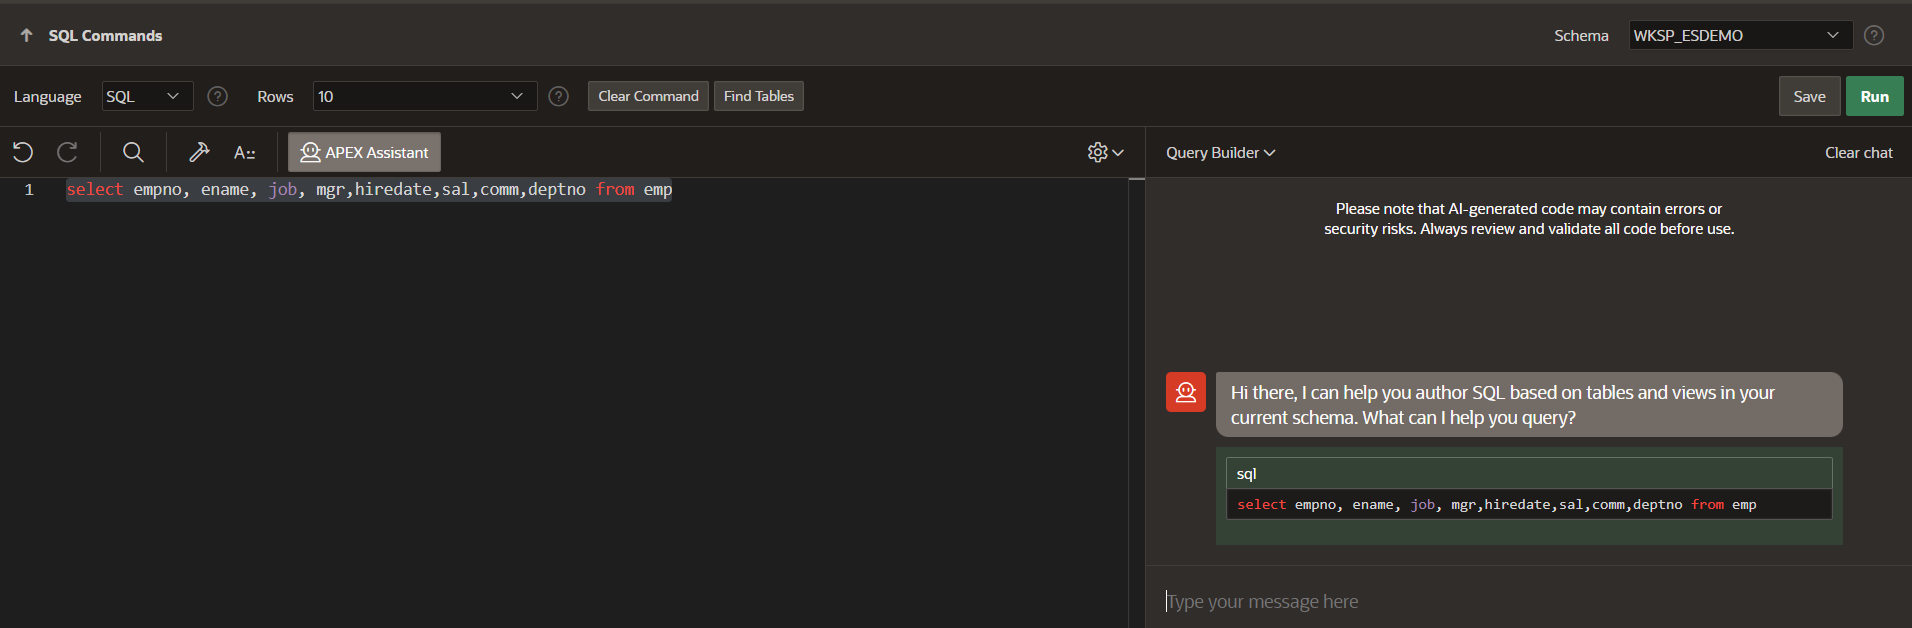 SQL Commands
Schema
WKSP_ESDEMO
Language
SQL
Rows
10
Clear Command
Find Tables
Save
Run
A::
APEX Assistant
Query Builder
Clear chat
1
select empno, ename, job, mgr,hiredate,sal,comm,deptno from emp
Please note that AI-generated code may contain errors or
security risks. Always review and validate all code before use.
Hi there, I can help you author SQL based on tables and views in your
current schema. What can I help you query?
sql
select empno, ename, job, mgr,hiredate,sal,comm,deptno from emp
Type your message here